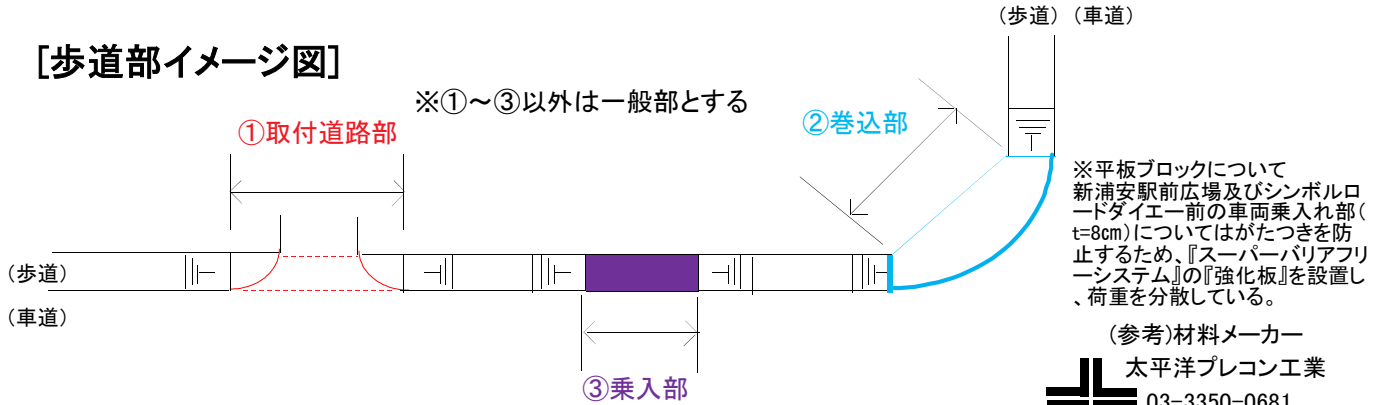 (歩道) (車道)
[歩道部イメージ図]
※①～③以外は一般部とする
①取付道路部
②巻込部
(歩道)
(車道)
③乗入部
※平板ブロックについて
新浦安駅前広場及びシンボルロ
ードダイエー前の車両乗入れ部(
t=8㎝)についてはがたつきを防
止するため、『スーパーバリアフリ
ーシステム』の『強化板』を設置し
、荷重を分散している。
(参考)材料メーカー
太平洋プレコン工業
03-3350-0681